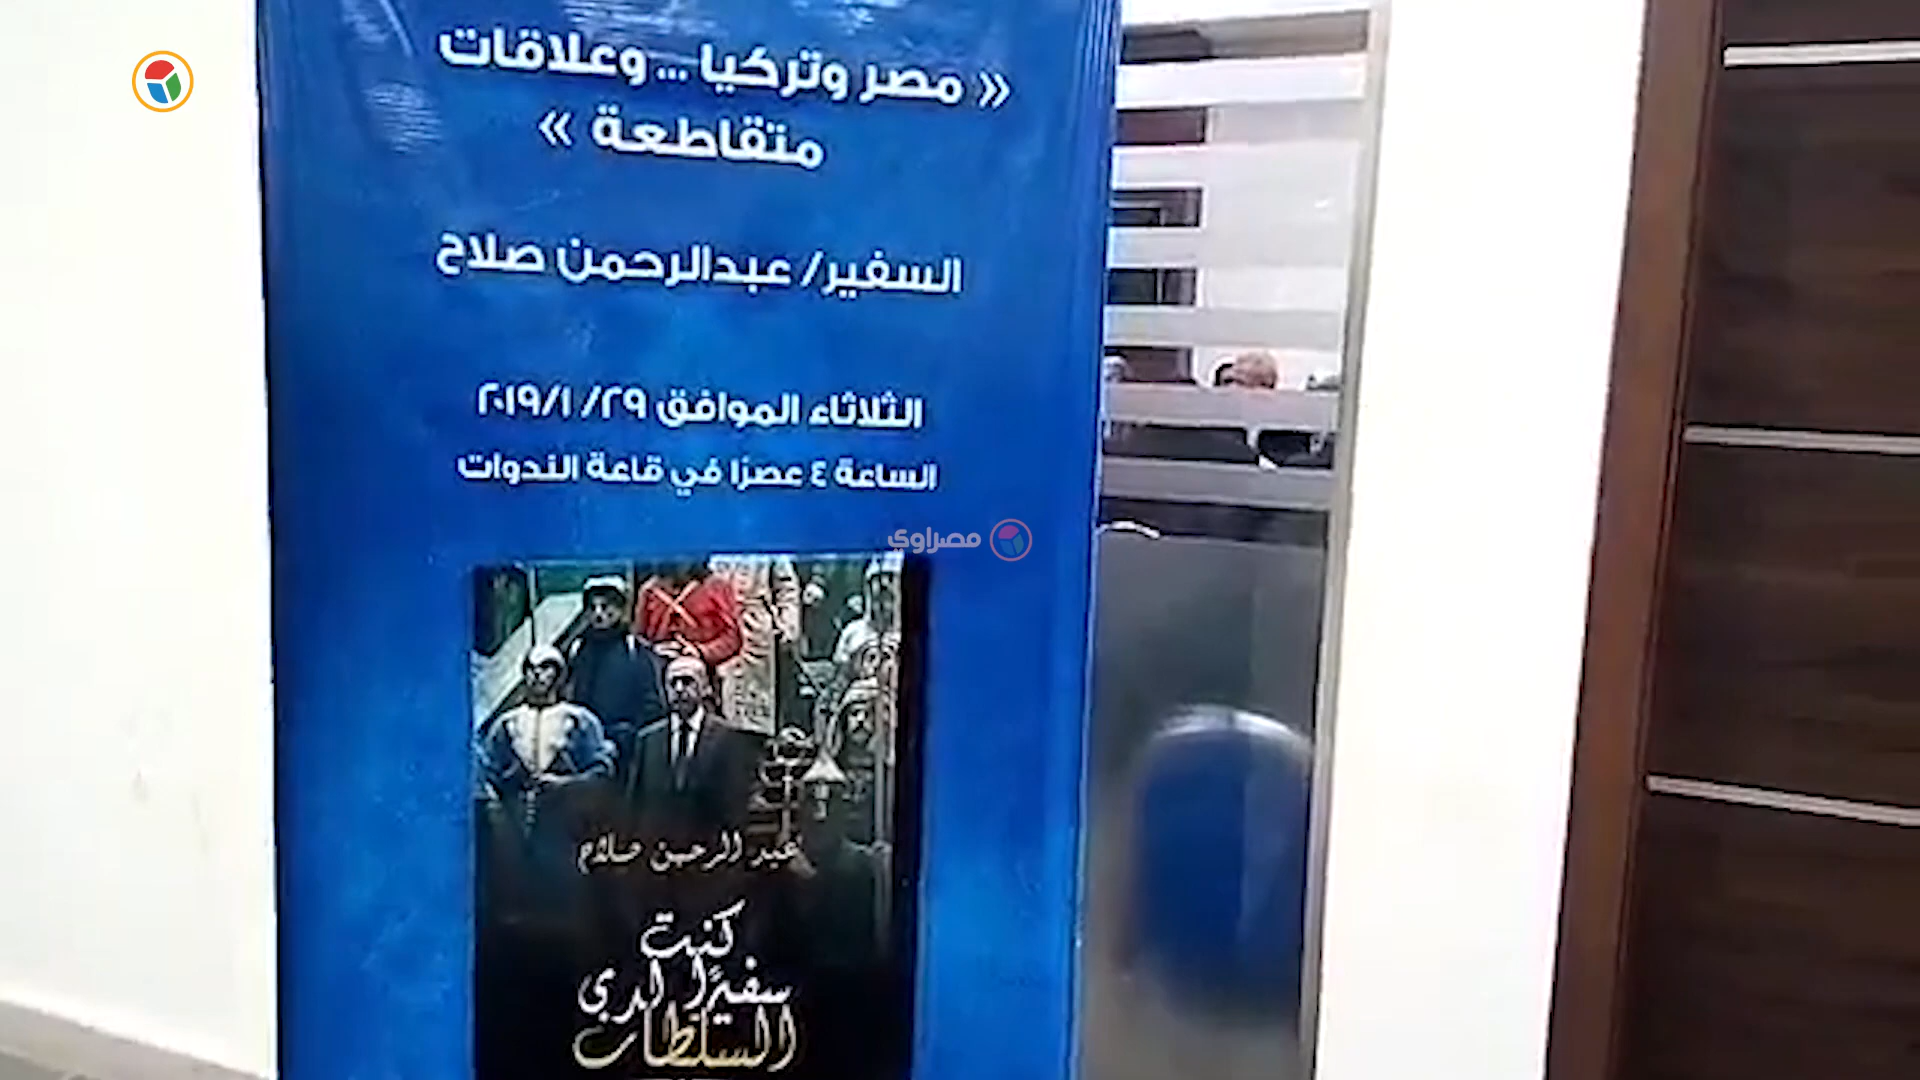 « مصر وتركيا ... وعلاقات
متقاطعة »
السفير/ عبدالرحمن صلاح
الثلاثاء الموافق ٢٩/ ٢٠١٩/١
الساعة ٤ عصرًا في قاعة الندوات
مصراوي
عبد الرحمن صلاح
كنت
سفيرًا لدى
السلطان